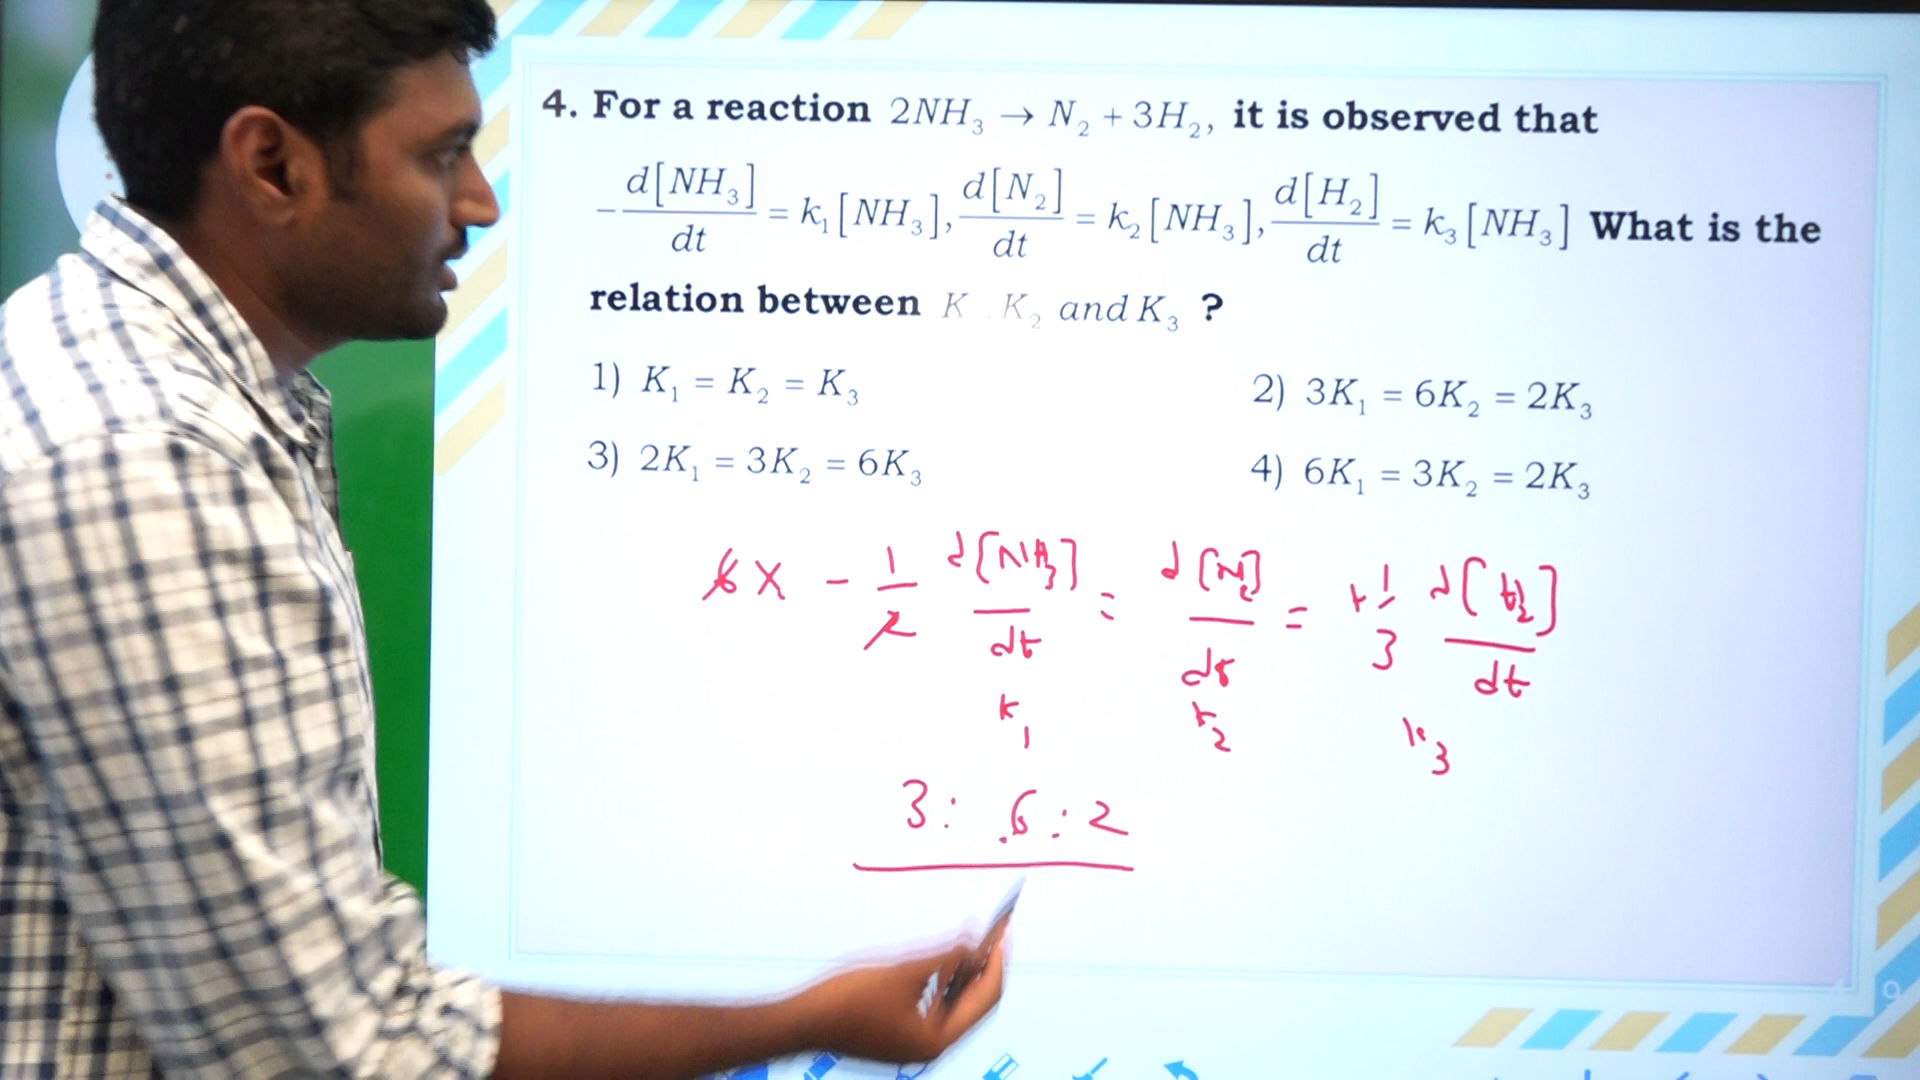 4. For a reaction 2NH₃ → N₂ + 3H₂, it is observed that
-d[NH₃]/dt = k₁[NH₃], d[N₂]/dt = k₂[NH₃], d[H₂]/dt = k₃[NH₃] What is the
relation between K K₂ and K₃ ?
1) K₁ = K₂ = K₃
2) 3K₁ = 6K₂ = 2K₃
3) 2K₁ = 3K₂ = 6K₃
4) 6K₁ = 3K₂ = 2K₃
6 x - 1/2 d[NH₃]/dt = d[N₂]/dt = + 1/3 d[H₂]/dt
k₁ k₂ k₃
3 : 6 : 2
9